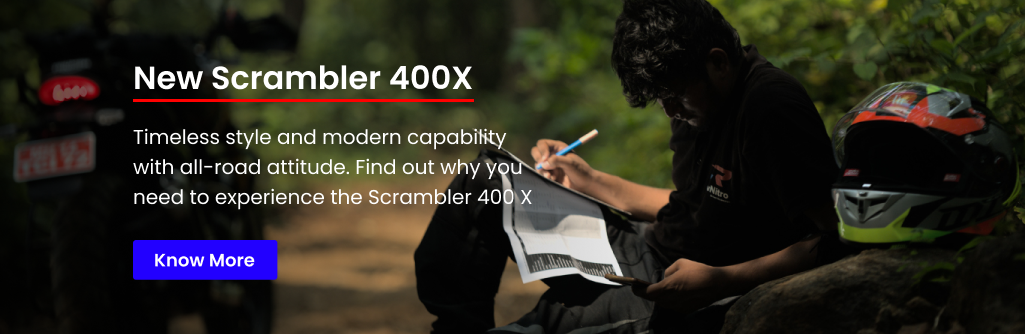 New Scrambler 400X
Timeless style and modern capability
with all-road attitude. Find out why you
need to experience the Scrambler 400 X
Know More